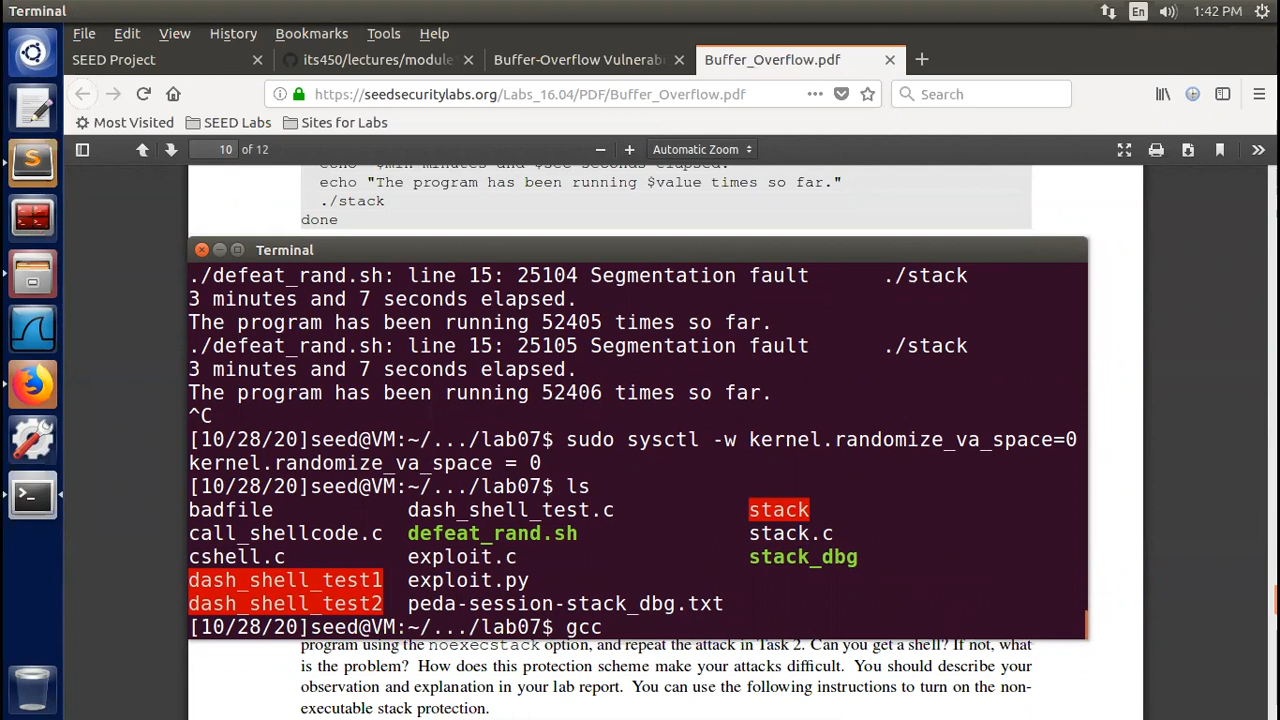 Terminal
En
1:42 PM
File Edit View History Bookmarks Tools Help
SEED Project
its450/lectures/module
Buffer-Overflow Vulnerab
Buffer_Overflow.pdf
https://seedsecuritylabs.org/Labs_16.04/PDF/Buffer_Overflow.pdf
Search
Most Visited
SEED Labs
Sites for Labs
10 of 12
Automatic Zoom
echo "$min minutes and $sec seconds elapsed."
echo "The program has been running $value times so far."
./stack
done
Terminal
./defeat_rand.sh: line 15: 25104 Segmentation fault ./stack
3 minutes and 7 seconds elapsed.
The program has been running 52405 times so far.
./defeat_rand.sh: line 15: 25105 Segmentation fault ./stack
3 minutes and 7 seconds elapsed.
The program has been running 52406 times so far.
^C
[10/28/20]seed@VM:~/.../lab07$ sudo sysctl -w kernel.randomize_va_space=0
kernel.randomize_va_space = 0
[10/28/20]seed@VM:~/.../lab07$ ls
badfile dash_shell_test.c stack
call_shellcode.c defeat_rand.sh stack.c
cshell.c exploit.c stack_dbg
dash_shell_test1 exploit.py
dash_shell_test2 peda-session-stack_dbg.txt
[10/28/20]seed@VM:~/.../lab07$ gcc
program using the noexecstack option, and repeat the attack in Task 2. Can you get a shell? If not, what
is the problem? How does this protection scheme make your attacks difficult. You should describe your
observation and explanation in your lab report. You can use the following instructions to turn on the non-
executable stack protection.